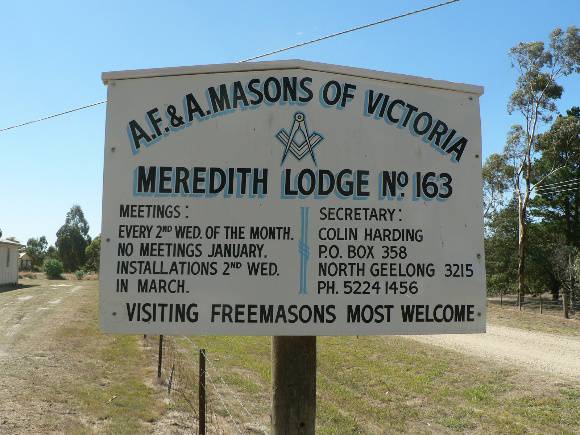 A.F. & A. MASONS OF VICTORIA
MEREDITH LODGE No. 163
MEETINGS:
EVERY 2ND WED. OF THE MONTH.
NO MEETINGS JANUARY.
INSTALLATIONS 2ND WED.
IN MARCH.
SECRETARY:
COLIN HARDING
P.O. BOX 358
NORTH GEELONG 3215
PH. 5224 1456
VISITING FREEMASONS MOST WELCOME